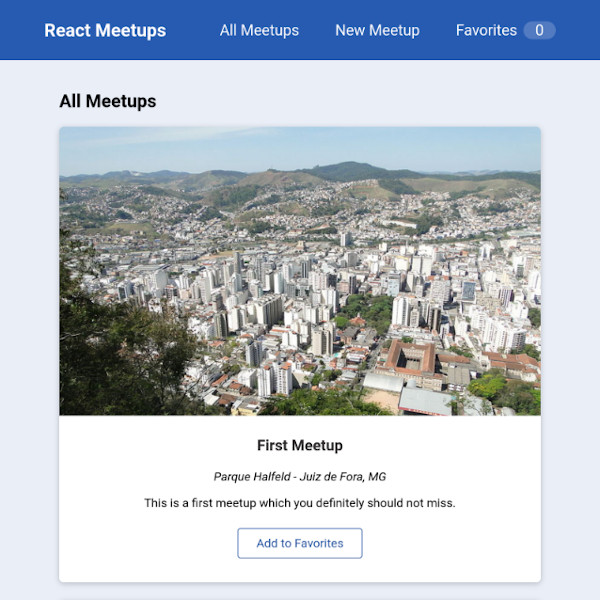 React Meetups All Meetups New Meetup Favorites 0
All Meetups
First Meetup
Parque Halfeld - Juiz de Fora, MG
This is a first meetup which you definitely should not miss.
Add to Favorites